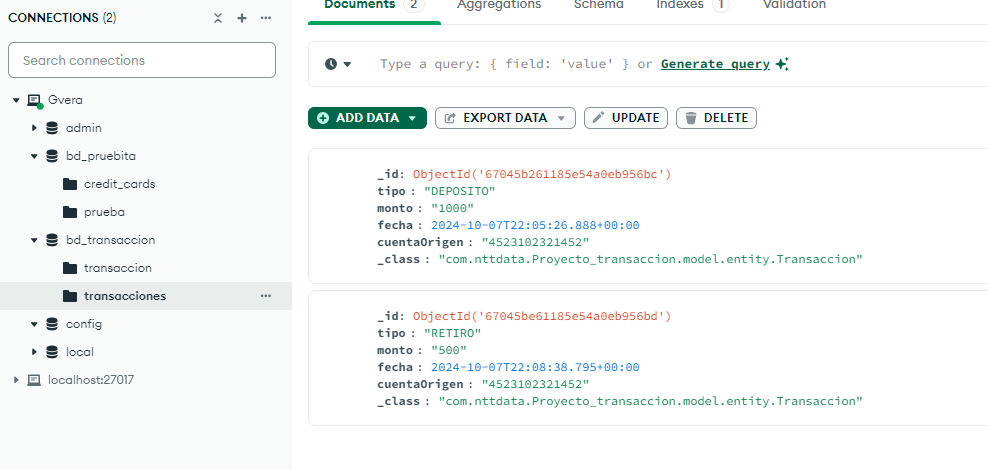 CONNECTIONS (2)
Search connections
Gvera
admin
bd_pruebita
credit_cards
prueba
bd_transaccion
transaccion
transacciones
config
local
localhost:27017
Documents 2 Aggregations Schema Indexes 1 Validation
Type a query: { field: 'value' } or Generate query
ADD DATA EXPORT DATA UPDATE DELETE
_id: ObjectId('67045b261185e54a0eb956bc')
tipo : "DEPOSITO"
monto : "1000"
fecha : 2024-10-07T22:05:26.888+00:00
cuentaOrigen : "4523102321452"
_class : "com.nttdata.Proyecto_transaccion.model.entity.Transaccion"
_id: ObjectId('67045be61185e54a0eb956bd')
tipo : "RETIRO"
monto : "500"
fecha : 2024-10-07T22:08:38.795+00:00
cuentaOrigen : "4523102321452"
_class : "com.nttdata.Proyecto_transaccion.model.entity.Transaccion"